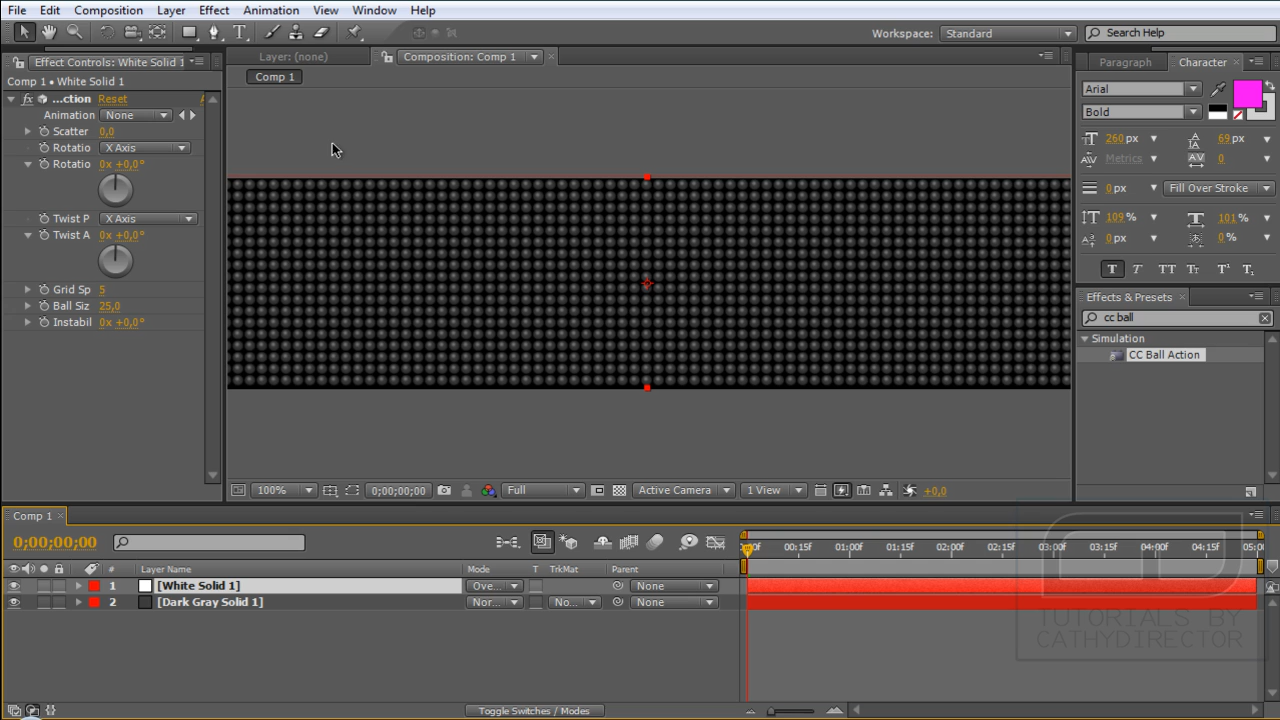 File Edit Composition Layer Effect Animation View Window Help
Workspace: Standard
Search Help
Effect Controls: White Solid 1
Layer: (none)
Composition: Comp 1
Paragraph
Character
Comp 1 • White Solid 1
Comp 1
fx ...ction Reset
Animation None
Scatter 0,0
Rotatio X Axis
Rotatio 0x +0,0°
Twist P X Axis
Twist A 0x +0,0°
Grid Sp 5
Ball Siz 25,0
Instabil 0x +0,0°
Arial
Bold
260 px
69 px
Metrics
0
0 px
Fill Over Stroke
109 %
101 %
0 px
0 %
T T TT Tt T¹ T₁
Effects & Presets
cc ball
Simulation
CC Ball Action
100%
0;00;00;00
Full
Active Camera
1 View
+0,0
Comp 1
0;00;00;00
00:15f 01:00f 01:15f 02:00f 02:15f 03:00f 03:15f 04:00f 04:15f 05:0
Layer Name
Mode
T
TrkMat
Parent
1 [White Solid 1] Ove... None
2 [Dark Gray Solid 1] Nor... No... None
TUTORIALS BY
CATHYDIRECTOR
Toggle Switches / Modes